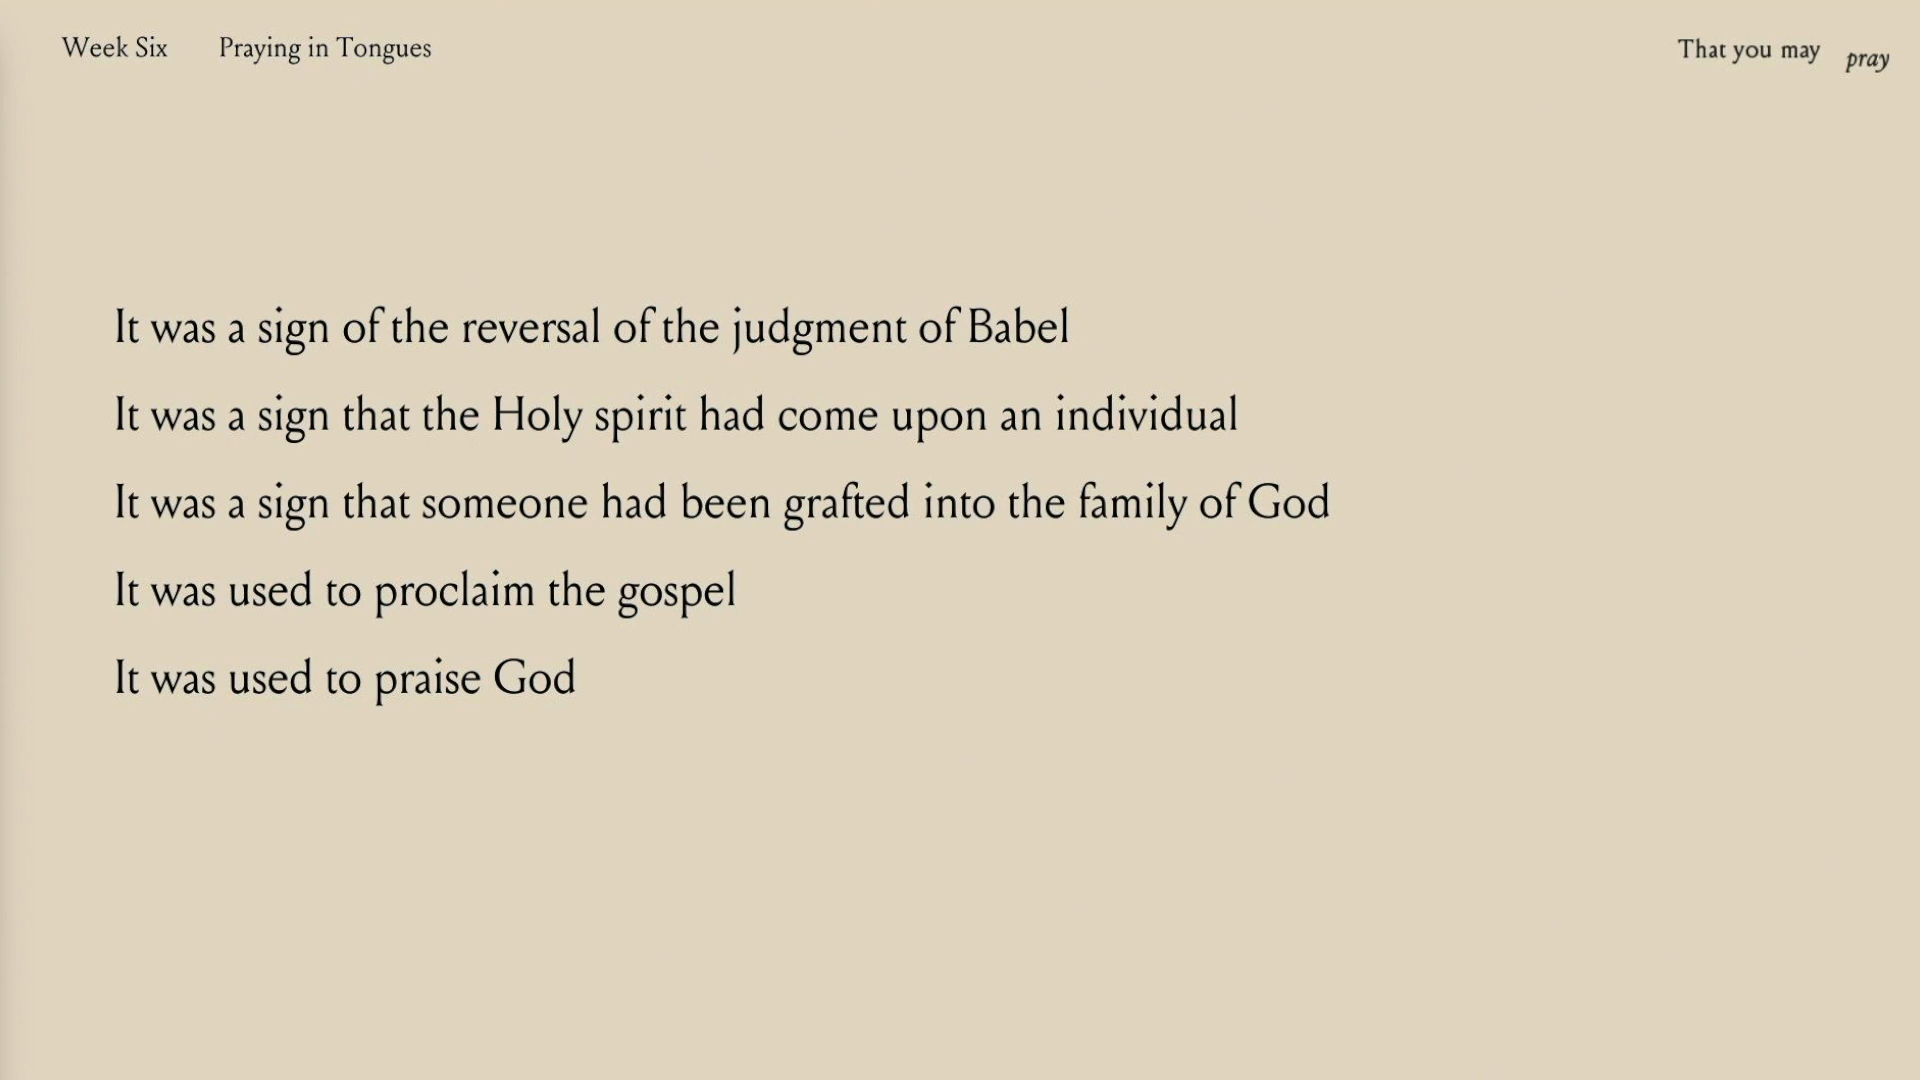 Week Six Praying in Tongues That you may pray
It was a sign of the reversal of the judgment of Babel
It was a sign that the Holy spirit had come upon an individual
It was a sign that someone had been grafted into the family of God
It was used to proclaim the gospel
It was used to praise God